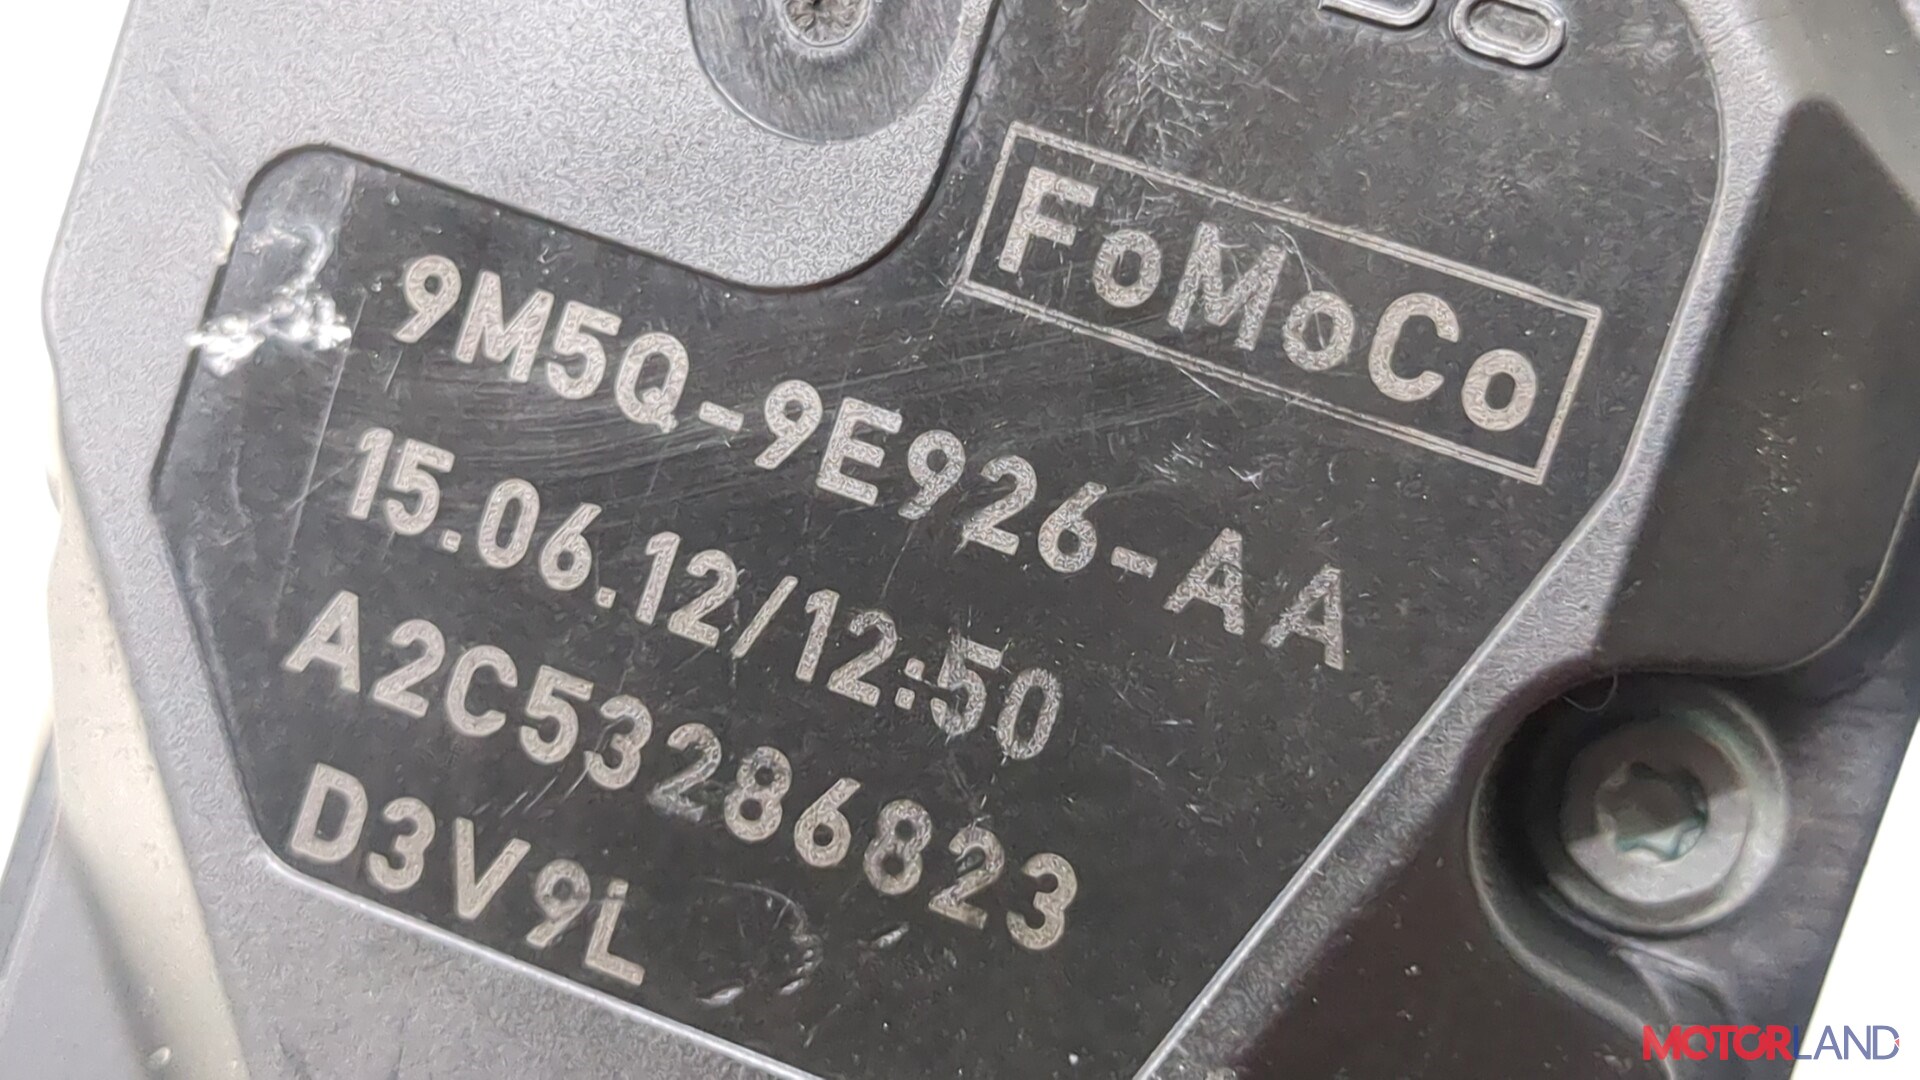 FoMoCo
9M5Q-9E926-AA
15.06.12/12:50
A2C53286823
D3V9L
MOTORLAND